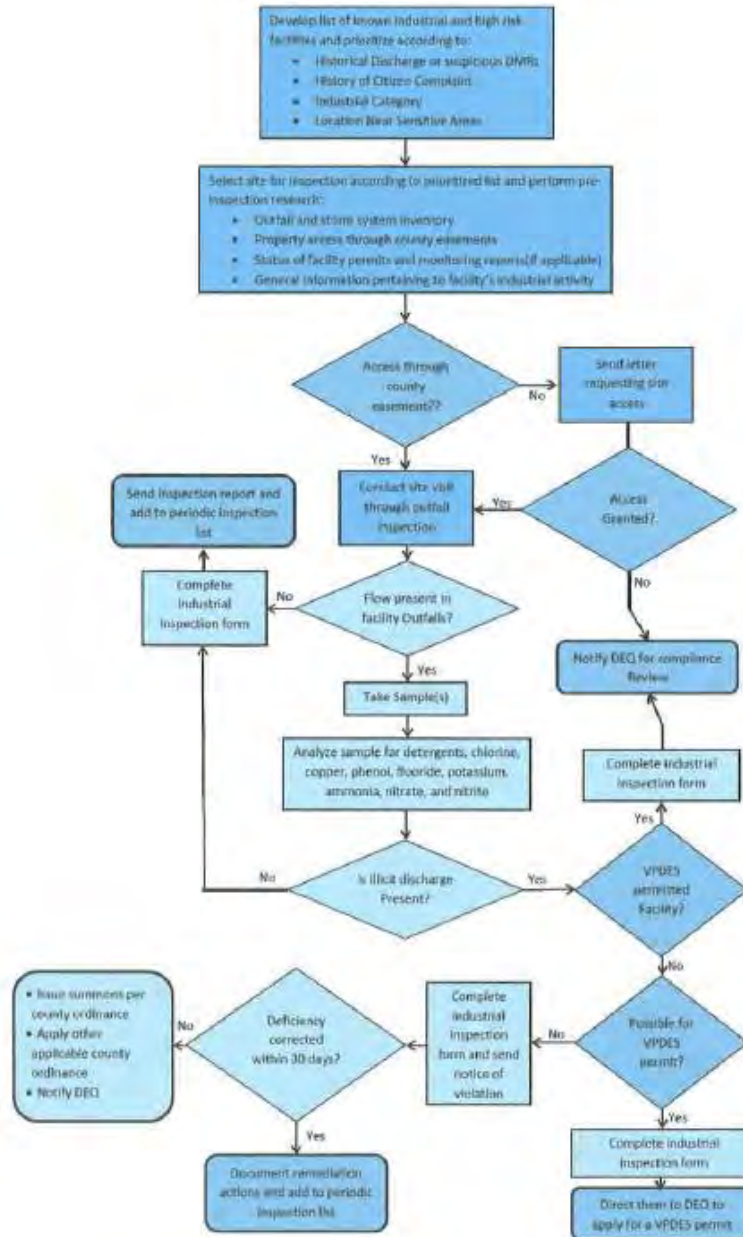 Develop list of known industrial and high risk
facilities and prioritize according to:
• Historical Discharge or suspicious DMRs
• History of Citizen Complaint
• Industrial Category
• Location Near Sensitive Areas
Select site for inspection according to prioritized list and perform pre-
inspection research:
• Outfall and storm system inventory
• Property access through county easements
• Status of facility permits and monitoring reports(if applicable)
• General information pertaining to facility's industrial activity
Access through
county
easement??
No
Send letter
requesting site
access
Yes
Send inspection report and
add to periodic inspection
list
Conduct site visit
through outfall
inspection
Yes
Access
Granted?
Complete
industrial
inspection form
No
Flow present in
facility Outfalls?
No
Notify DEQ for compliance
Review
Yes
Take Sample(s)
Analyze sample for detergents, chlorine,
copper, phenol, fluoride, potassium,
ammonia, nitrate, and nitrite
Complete industrial
inspection form
Yes
No
Is illicit discharge
Present?
Yes
VPDES
permitted
Facility?
No
• Issue summons per
county ordinance
• Apply other
applicable county
ordinance
• Notify DEQ
No
Deficiency
corrected
within 30 days?
Complete
industrial
inspection
form and send
notice of
violation
No
Possible for
VPDES
permit?
Yes
Yes
Complete industrial
inspection form
Document remediation
actions and add to periodic
inspection list
Direct them to DEQ to
apply for a VPDES permit